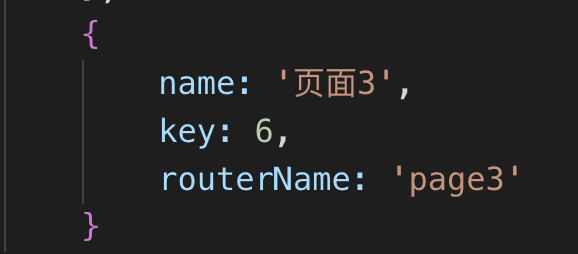 {
name: '页面3',
key: 6,
routerName: 'page3'
}